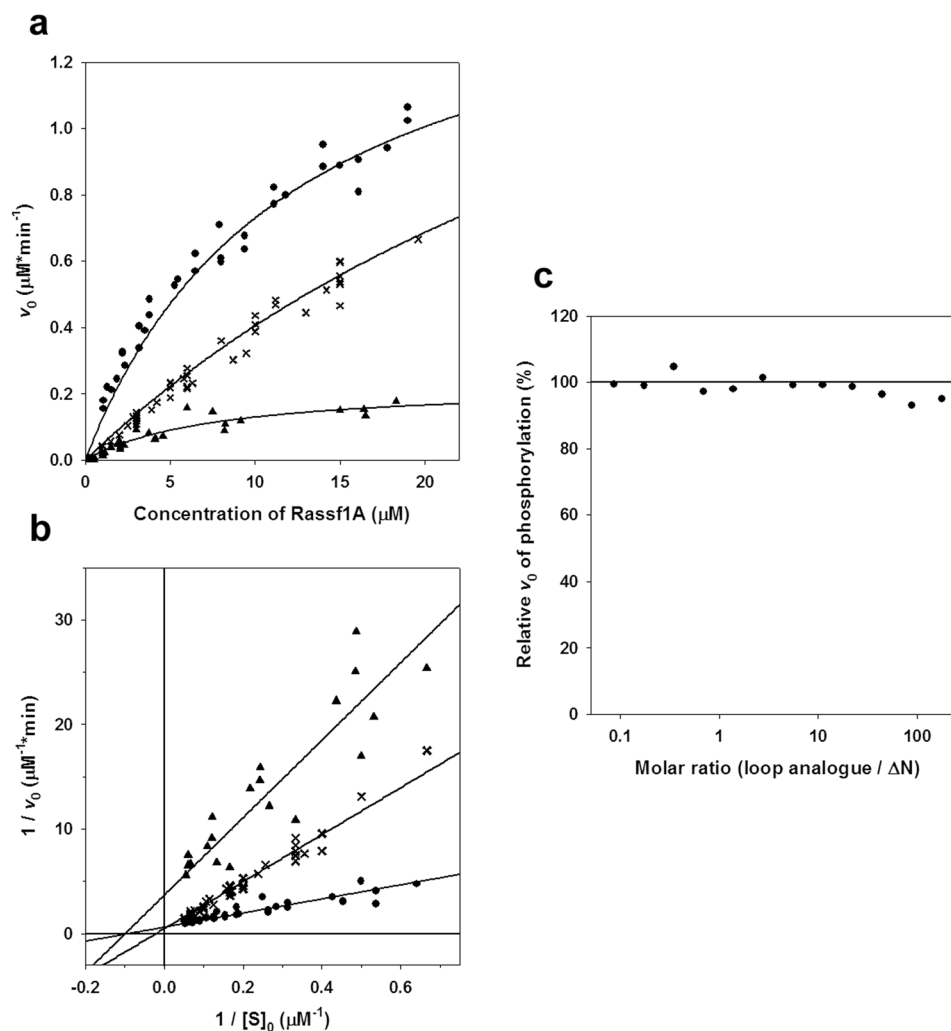 a
1.2
1.0
0.8
0.6
0.4
0.2
0.0
v₀ (µM*min⁻¹)
0 5 10 15 20
Concentration of Rassf1A (µM)
b
30
20
10
0
1 / v₀ (µM⁻¹*min)
-0.2 0.0 0.2 0.4 0.6
1 / [S]₀ (µM⁻¹)
c
120
100
80
60
40
20
0
Relative v₀ of phosphorylation (%)
0.1 1 10 100
Molar ratio (loop analogue / ΔN)